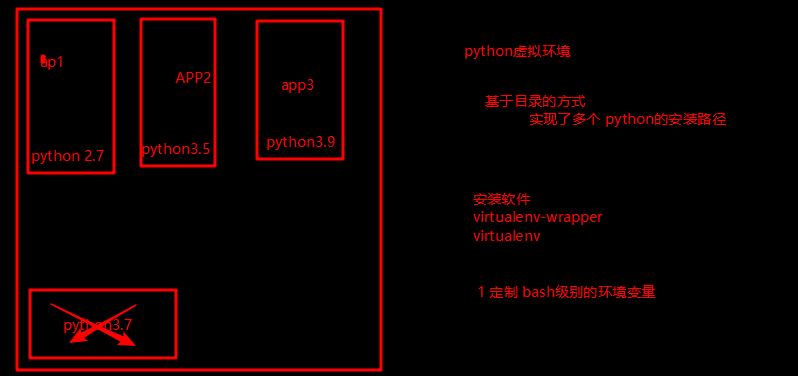 ap1
APP2
app3
python 2.7
python3.5
python3.9
python3.7
python虚拟环境
基于目录的方式
实现了多个 python的安装路径
安装软件
virtualenv-wrapper
virtualenv
1 定制 bash级别的环境变量